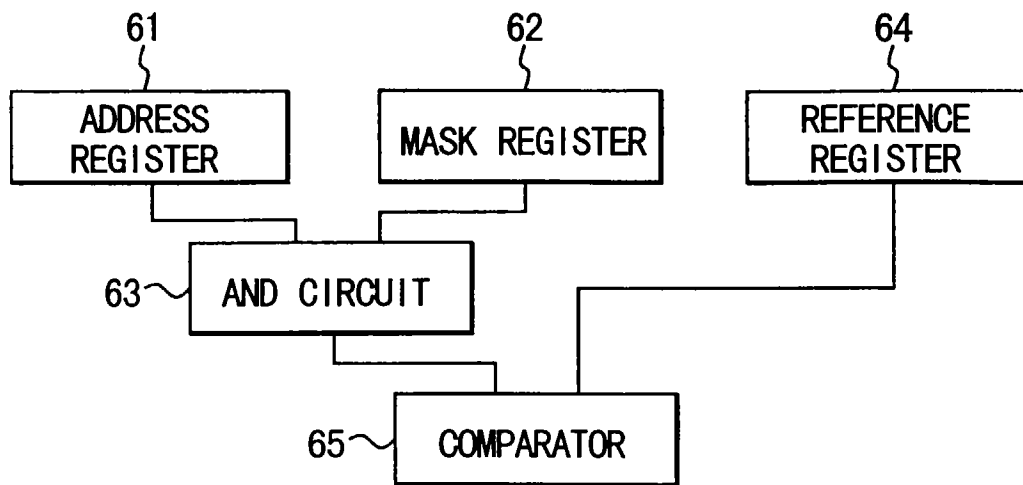 61
62
64
ADDRESS
REGISTER
MASK REGISTER
REFERENCE
REGISTER
63
AND CIRCUIT
65
COMPARATOR